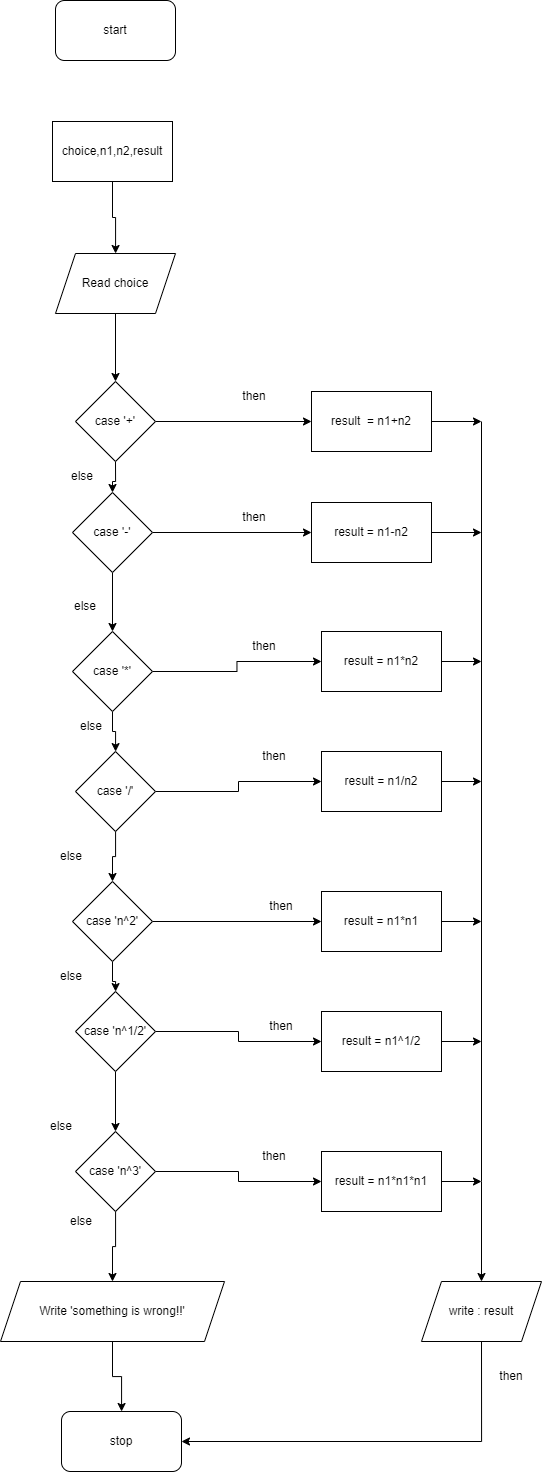 start
choice,n1,n2,result
Read choice
then
case '+'
result  = n1+n2
else
then
case '-'
result = n1-n2
else
then
case '*'
result = n1*n2
else
then
case '/'
result = n1/n2
else
then
case 'n^2'
result = n1*n1
else
then
case 'n^1/2'
result = n1^1/2
else
then
case 'n^3'
result = n1*n1*n1
else
Write 'something is wrong!!'
write : result
then
stop